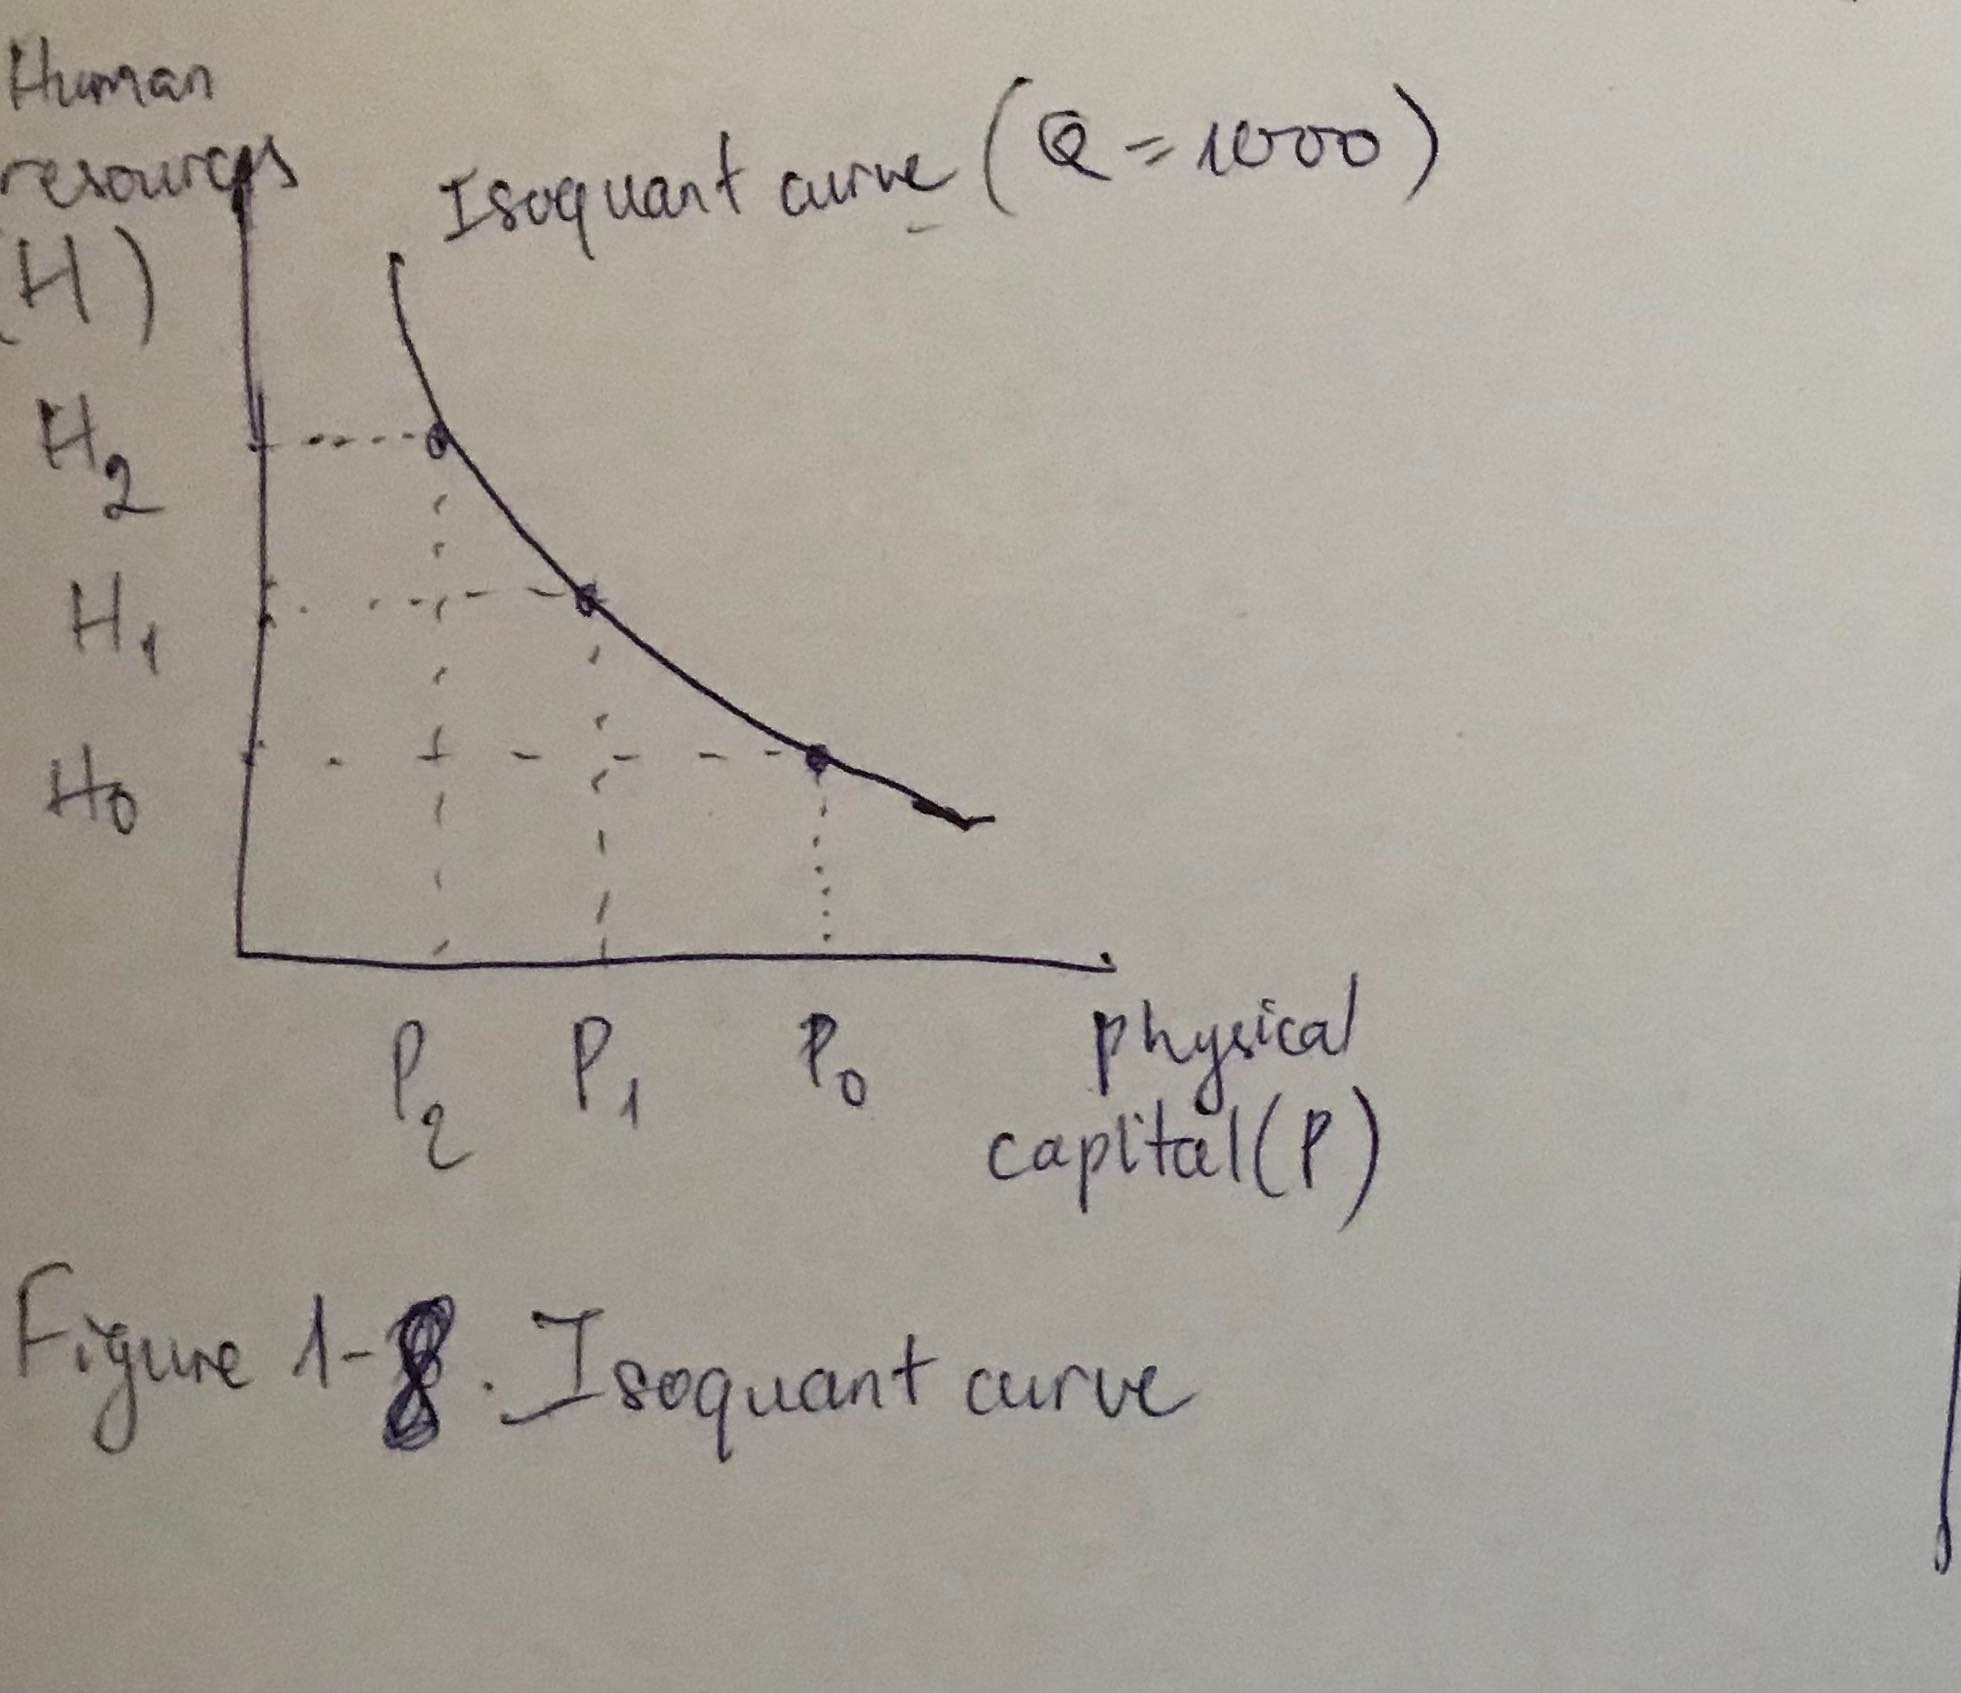 Human
resources
(H)
Isoquant curve (Q = 1000)
H2
H1
H0
P2
P1
P0
physical
capital (P)
Figure 1-8. Isoquant curve